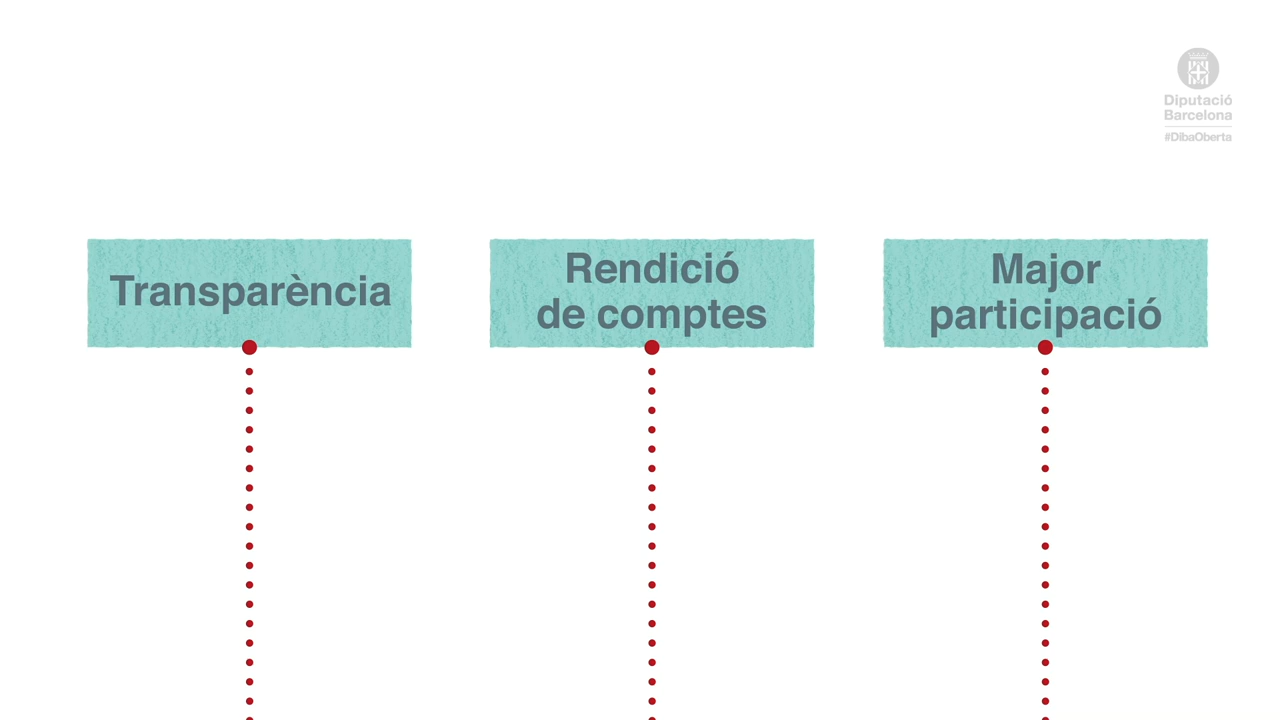 Diputació
Barcelona
#DibaOberta
Transparència
Rendició
de comptes
Major
participació